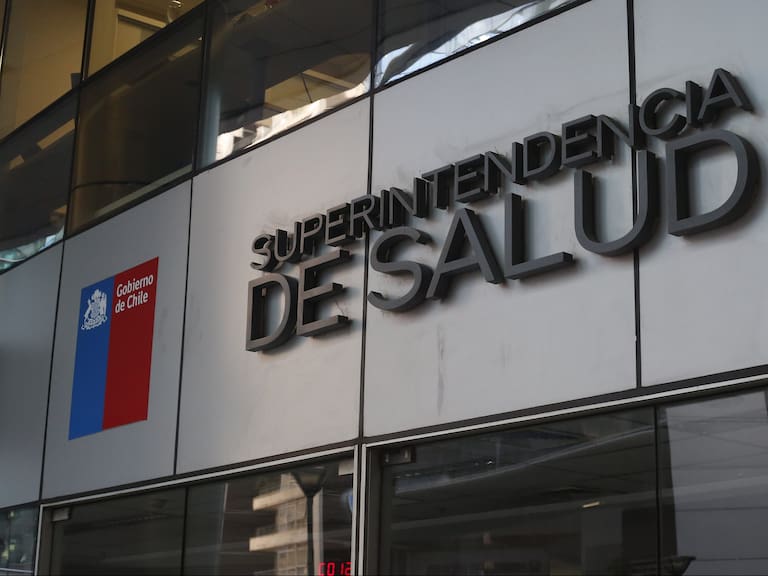 SUPERINTENDENCIA
DE SALUD
Gobierno
de Chile